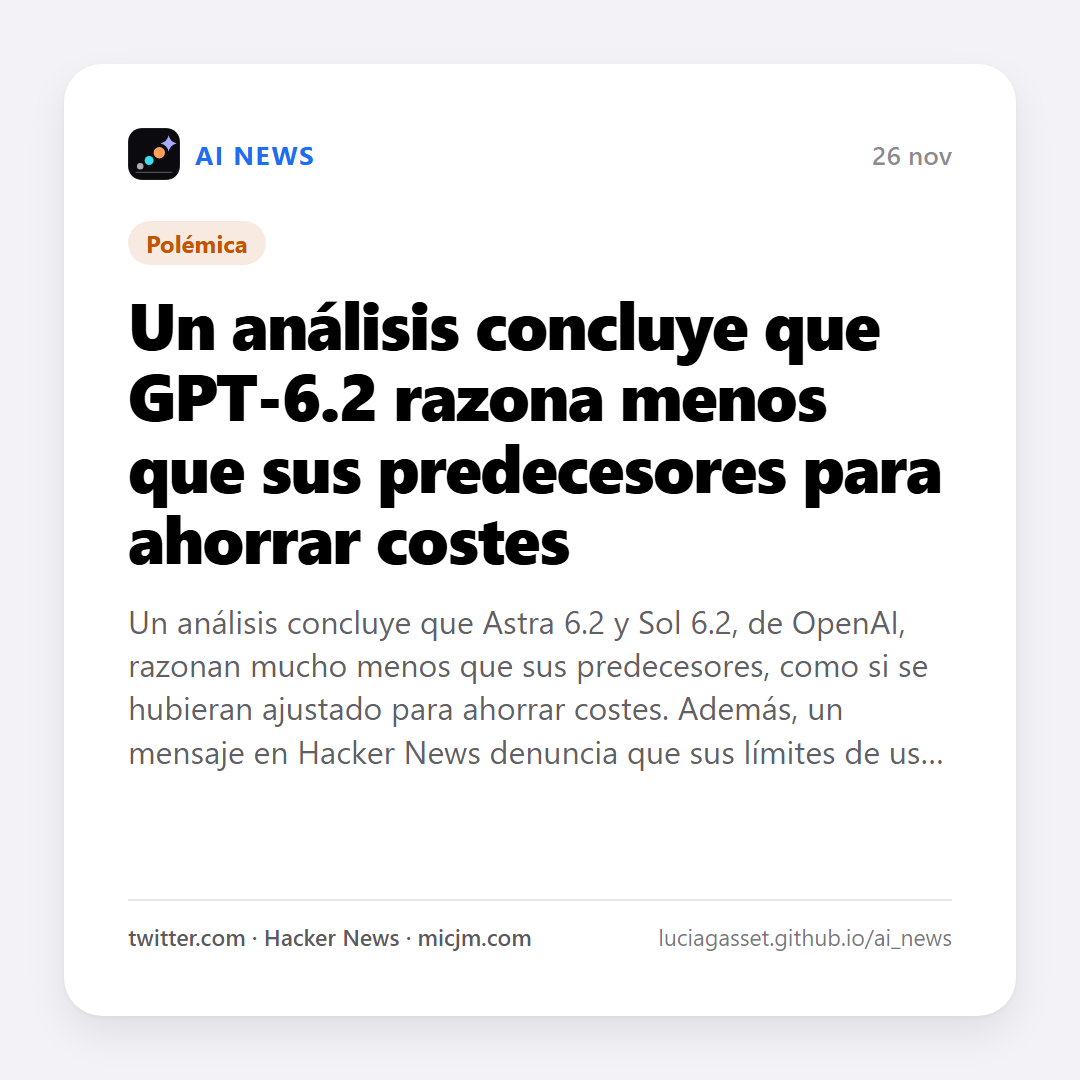 AI NEWS
26 nov
Polémica
Un análisis concluye que
GPT-6.2 razona menos
que sus predecesores para
ahorrar costes
Un análisis concluye que Astra 6.2 y Sol 6.2, de OpenAI,
razonan mucho menos que sus predecesores, como si se
hubieran ajustado para ahorrar costes. Además, un
mensaje en Hacker News denuncia que sus límites de us...
twitter.com · Hacker News · micjm.com
luciagasset.github.io/ai_news